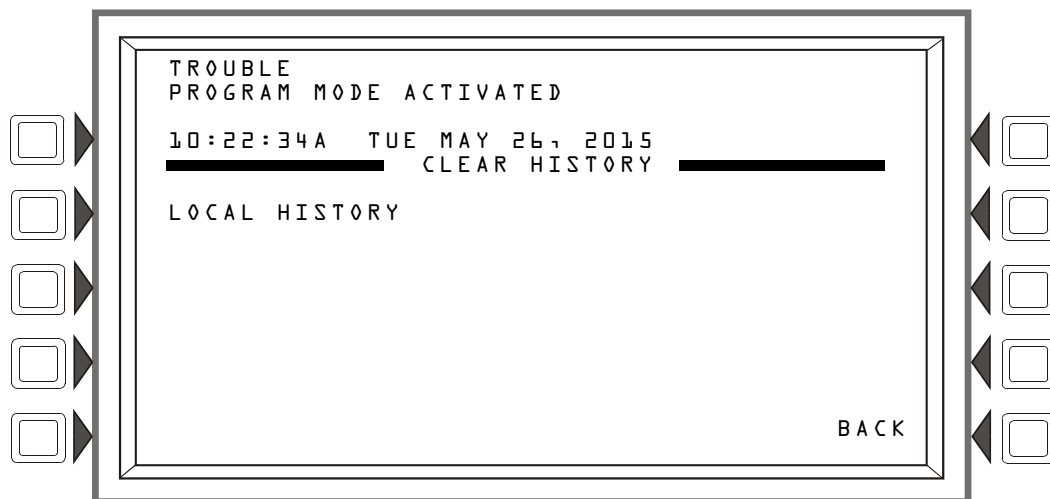 TROUBLE
PROGRAM MODE ACTIVATED
10:22:34A TUE MAY 26, 2015
CLEAR HISTORY
LOCAL HISTORY
BACK